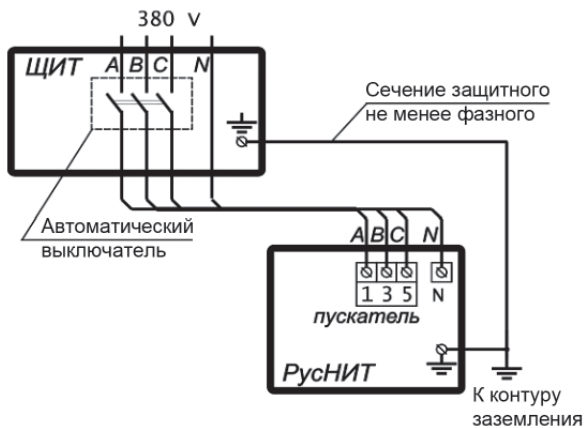 380 V
ЩИТ
A B C N
Сечение защитного
не менее фазного
Автоматический
выключатель
A B C N
1 3 5 N
пускатель
РусНИТ
К контуру
заземления